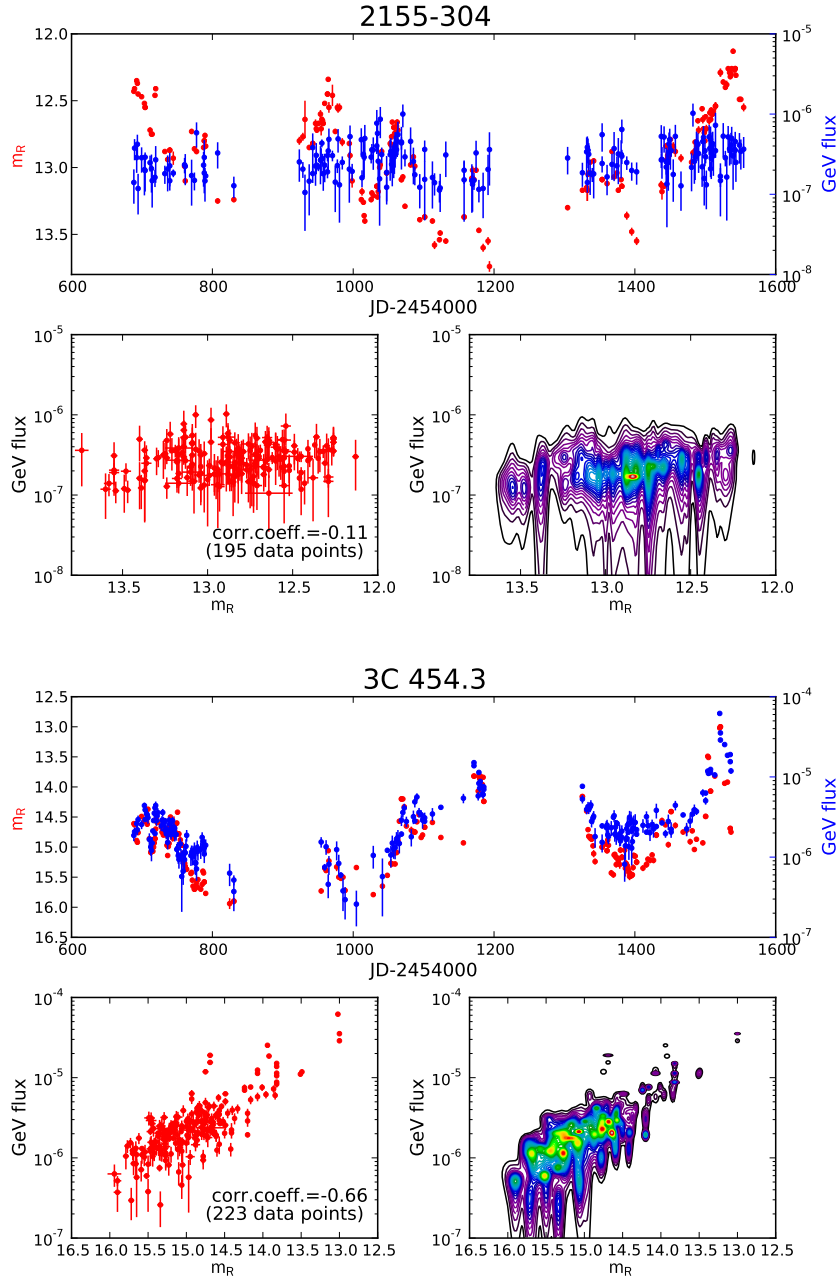 2155-304
12.0
12.5
13.0
13.5
m_R
10^-5
10^-6
10^-7
10^-8
GeV flux
600 800 1000 1200 1400 1600
JD-2454000
10^-5
10^-6
10^-7
10^-8
GeV flux
corr.coeff.=-0.11
(195 data points)
13.5 13.0 12.5 12.0
m_R
10^-5
10^-6
10^-7
10^-8
GeV flux
13.5 13.0 12.5 12.0
m_R
3C 454.3
12.5
13.0
13.5
14.0
14.5
15.0
15.5
16.0
16.5
m_R
10^-4
10^-5
10^-6
10^-7
GeV flux
600 800 1000 1200 1400 1600
JD-2454000
10^-4
10^-5
10^-6
10^-7
GeV flux
corr.coeff.=-0.66
(223 data points)
16.5 16.0 15.5 15.0 14.5 14.0 13.5 13.0 12.5
m_R
10^-4
10^-5
10^-6
10^-7
GeV flux
16.5 16.0 15.5 15.0 14.5 14.0 13.5 13.0 12.5
m_R